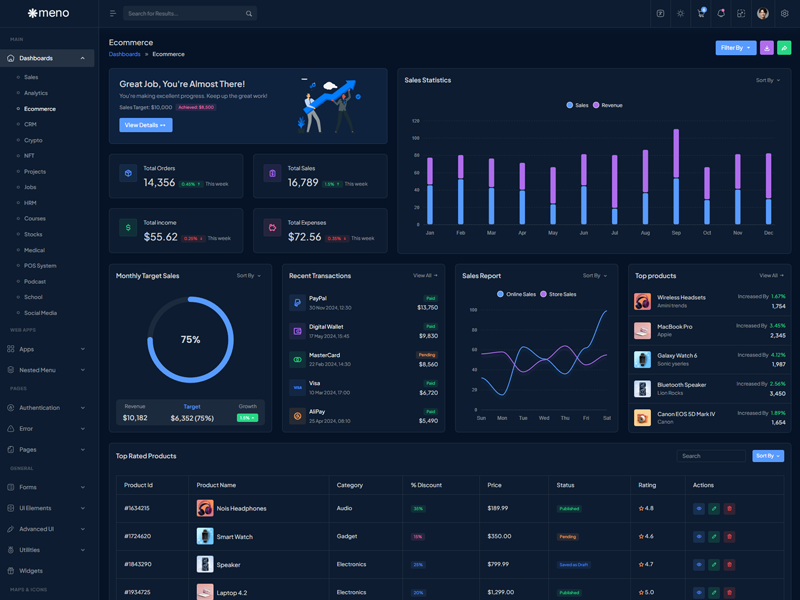 meno
Search for Results...
MAIN
Dashboards
Sales
Analytics
Ecommerce
CRM
Crypto
NFT
Projects
Jobs
HRM
Courses
Stocks
Medical
POS System
Podcast
School
Social Media
WEB APPS
Apps
Nested Menu
PAGES
Authentication
Error
Pages
GENERAL
Forms
UI Elements
Advanced UI
Utilities
Widgets
MAPS & ICONS
Ecommerce
Dashboards » Ecommerce
Filter By
Great Job, You're Almost There!
You're making excellent progress. Keep up the great work!
Sales Target: $10,000 Achieved: $8,500
View Details
Total Orders
14,356 0.45% ↑ This week
Total Sales
16,789 1.5% ↑ This week
Total income
$55.62 0.25% ↓ This week
Total Expenses
$72.56 0.35% ↓ This week
Sales Statistics
Sort By
Sales Revenue
120
100
80
60
40
20
0
Jan Feb Mar Apr May Jun Jul Aug Sep Oct Nov Dec
Monthly Target Sales
Sort By
75%
Revenue Target Growth
$10,182 $6,352 (75%)
Recent Transactions
View All →
PayPal Paid
30 Nov 2024, 12:30 $13,750
Digital Wallet Paid
15 May 2024, 16:45 $9,830
MasterCard Pending
22 Feb 2024, 14:30 $8,560
Visa Paid
10 Mar 2024, 17:00 $6,720
AliPay Paid
25 Apr 2024, 08:10 $5,490
Sales Report
Sort By
Online Sales Store Sales
100
80
60
40
20
0
Sun Mon Tue Wed Thu Fri Sat
Top products
View All →
Wireless Headsets Increased By 1.67%
Amini trends 1,754
MacBook Pro Increased By 3.45%
Apple 2,345
Galaxy Watch 6 Increased By 4.12%
Sonic ysertes 1,987
Bluetooth Speaker Increased By 2.56%
Lion Rocks 3,450
Canon EOS 5D Mark IV Increased By 1.89%
Canon 1,654
Top Rated Products
Search
Sort By
Product Id Product Name Category % Discount Price Status Rating Actions
#1634215 Nois Headphones Audio 35% $189.99 Published 4.8
#1724620 Smart Watch Gadget 15% $350.00 Pending 4.6
#1843290 Speaker Electronics 20% $799.99 Saved as Draft 4.7
#1934725 Laptop 4.2 Electronics 20% $1,299.00 Published 5.0